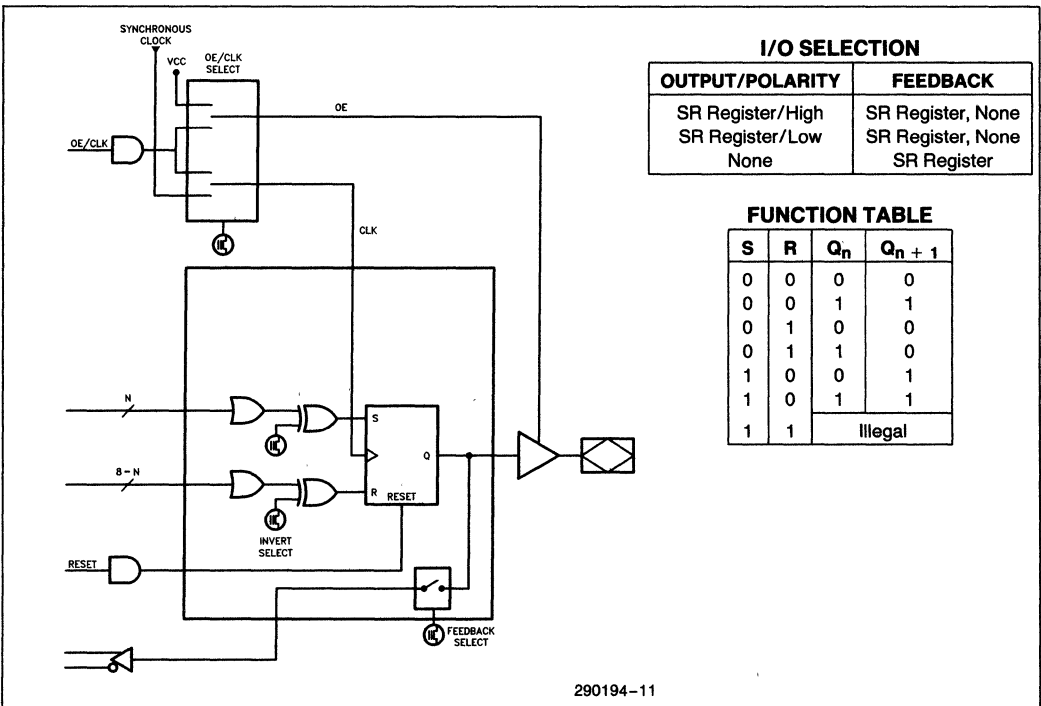 SYNCHRONOUS
CLOCK
VCC
OE/CLK
SELECT
OE
OE/CLK
CLK
N
S
Q
8-N
R
RESET
INVERT
SELECT
RESET
FEEDBACK
SELECT
I/O SELECTION
OUTPUT/POLARITY FEEDBACK
SR Register/High SR Register, None
SR Register/Low SR Register, None
None SR Register
FUNCTION TABLE
S R Qn Qn + 1
0 0 0 0
0 0 1 1
0 1 0 0
0 1 1 0
1 0 0 1
1 0 1 1
1 1 Illegal
290194-11